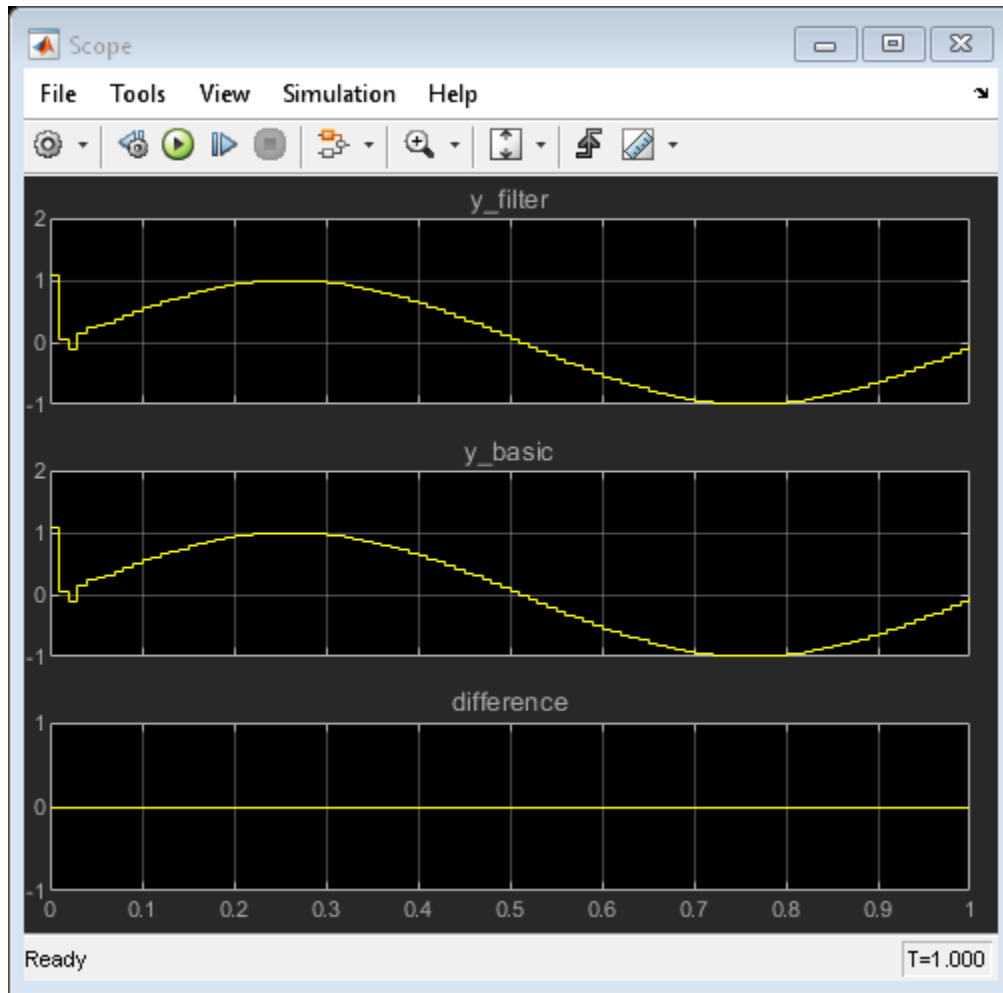 Scope
File Tools View Simulation Help
y_filter
2
1
0
-1
y_basic
2
1
0
-1
difference
1
0
-1
0 0.1 0.2 0.3 0.4 0.5 0.6 0.7 0.8 0.9 1
Ready T=1.000